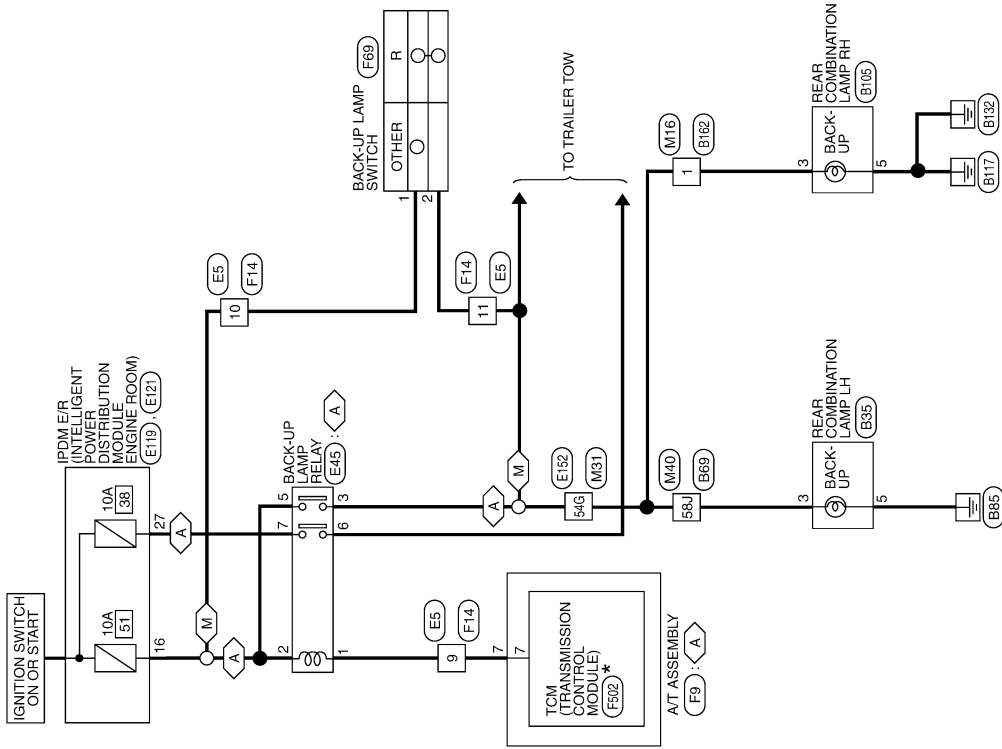 IGNITION SWITCH
ON OR START
IPDM E/R
(INTELLIGENT
POWER
DISTRIBUTION
MODULE
ENGINE ROOM)
E119 , E121
10A
51
10A
38
16
27
A
M
A
E5
F14
10
BACK-UP LAMP
SWITCH
F69
OTHER
R
1
2
BACK-UP
LAMP
RELAY
E45 : A
2
7
5
1
6
3
F14
E5
11
TO TRAILER TOW
A
M
E152
M31
54G
E5
F14
9
M40
B69
58J
M16
B162
1
7
7
TCM
(TRANSMISSION
CONTROL
MODULE)
F502 *
A/T ASSEMBLY
F9 : A
REAR
COMBINATION
LAMP LH
B35
3
BACK-
UP
5
B85
REAR
COMBINATION
LAMP RH
B105
3
BACK-
UP
5
B117
B132